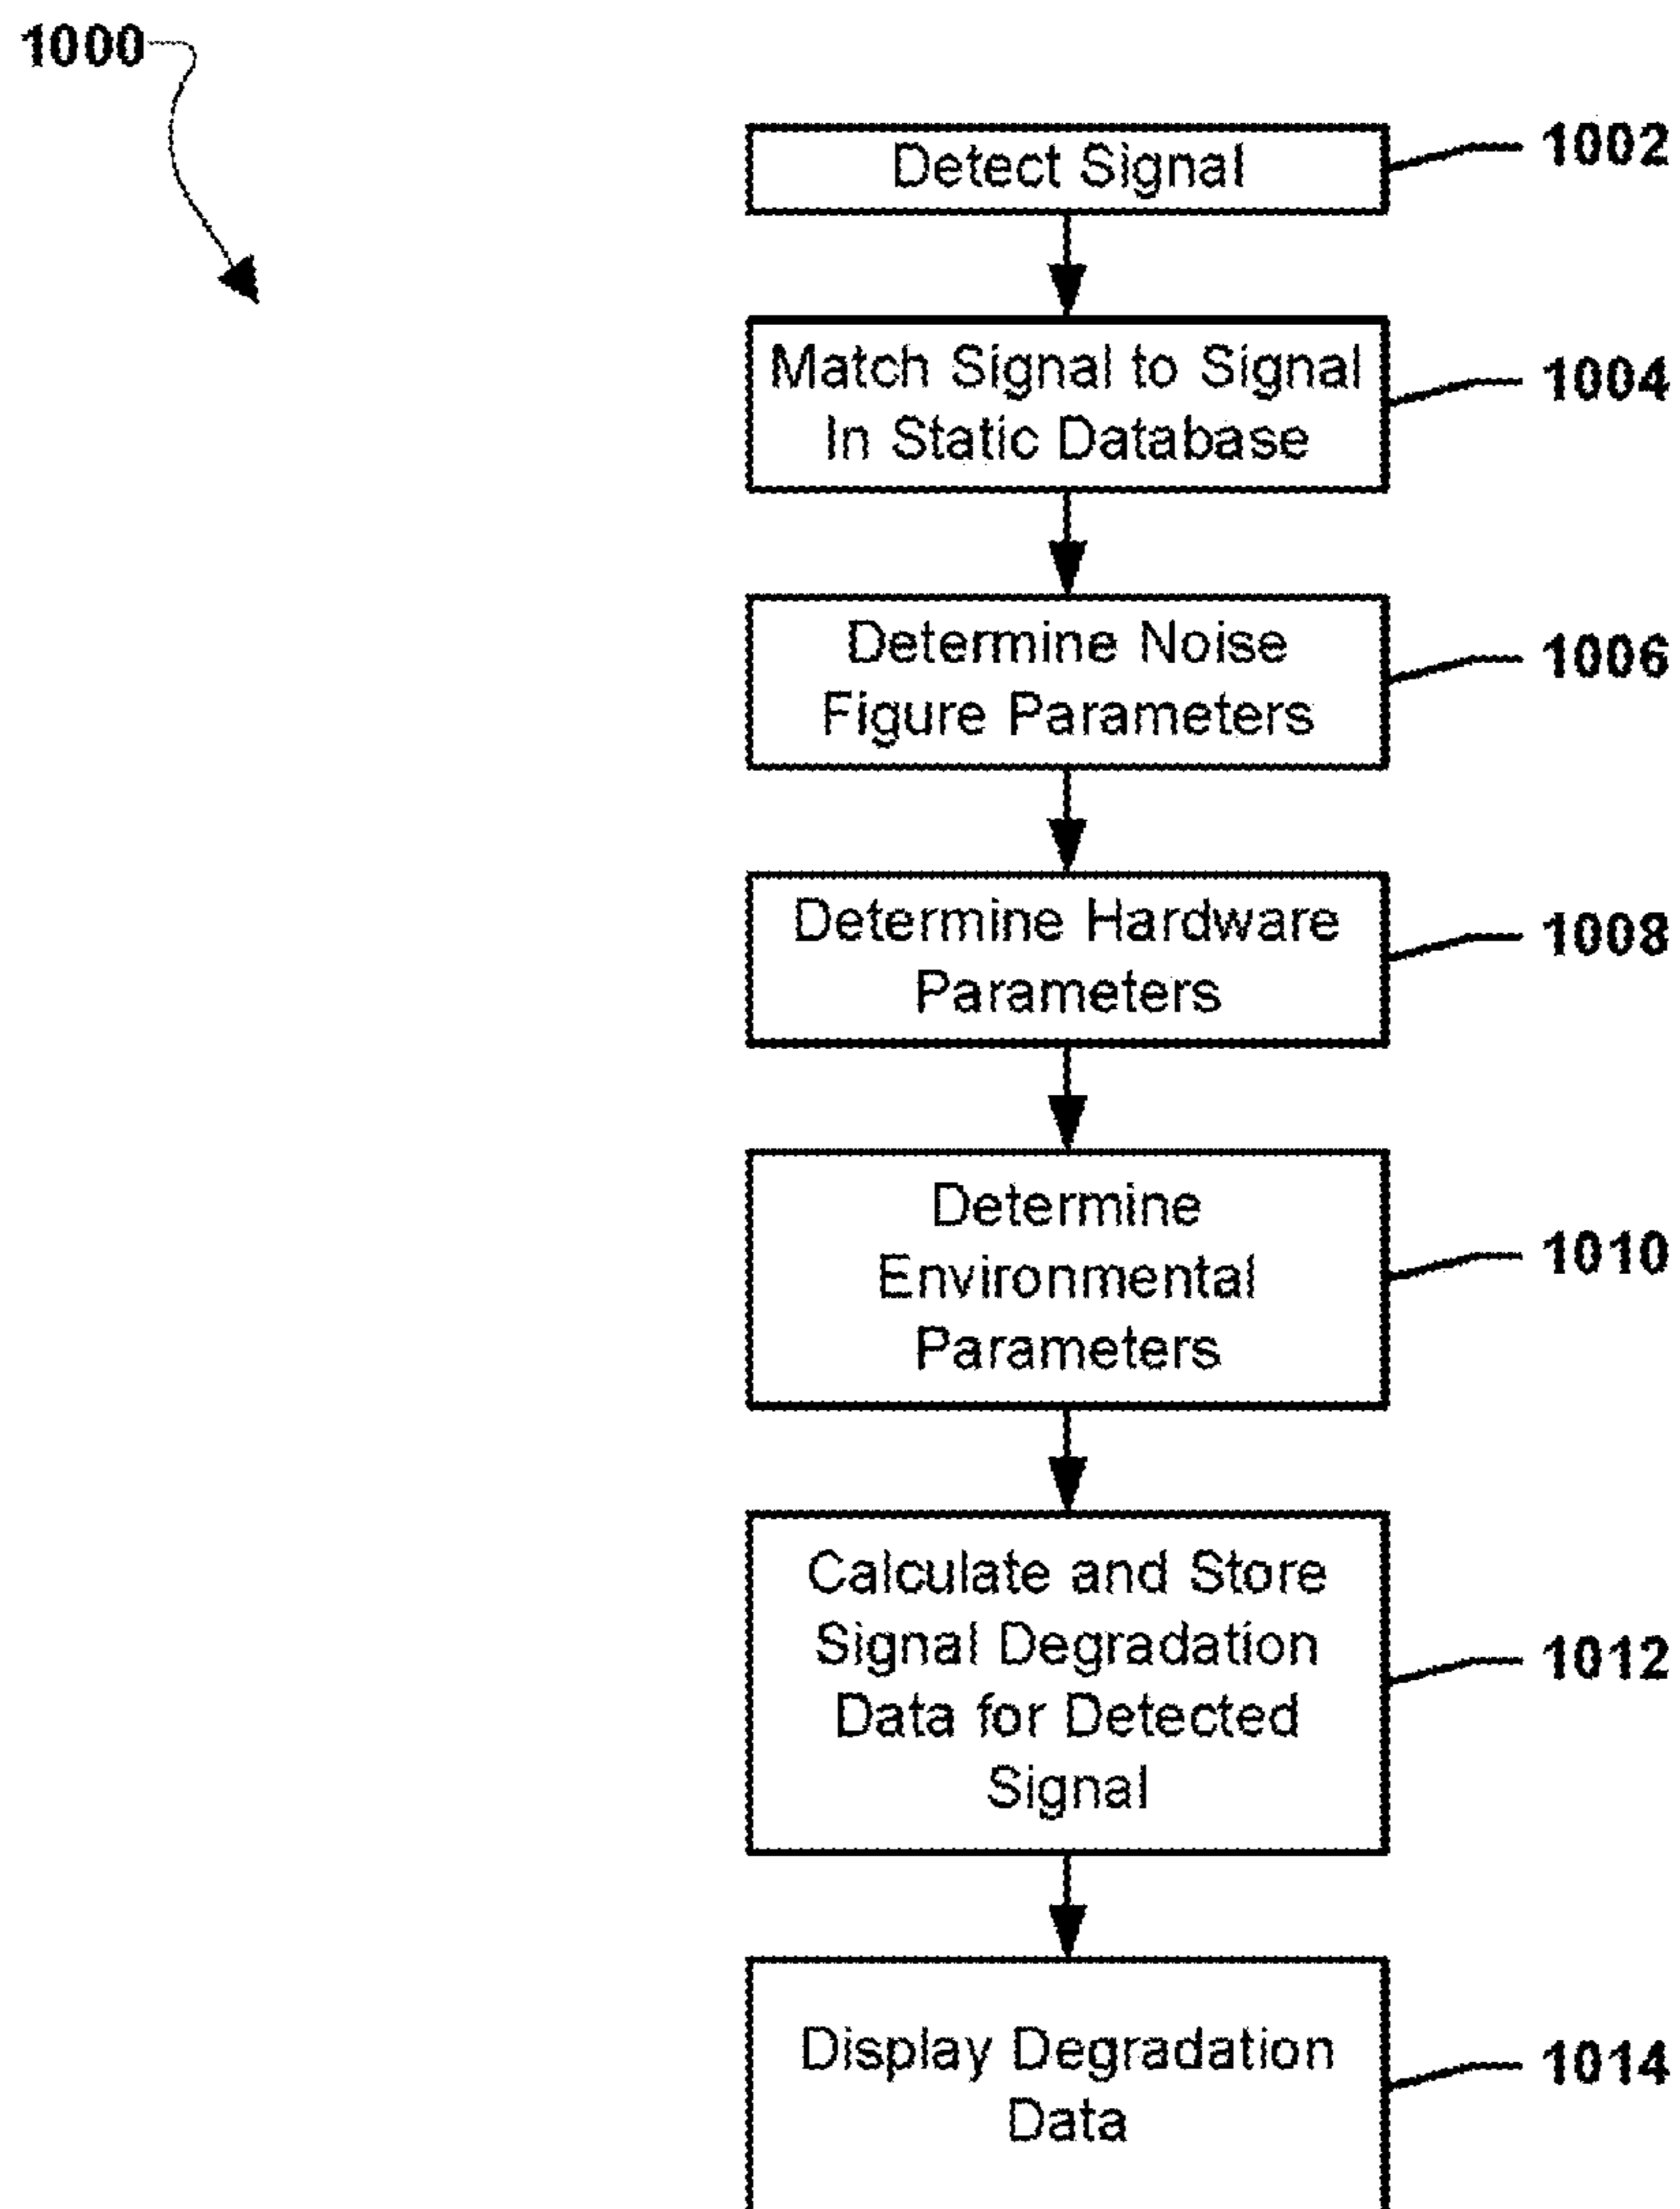 1000
Detect Signal
1002
Match Signal to Signal
In Static Database
1004
Determine Noise
Figure Parameters
1006
Determine Hardware
Parameters
1008
Determine
Environmental
Parameters
1010
Calculate and Store
Signal Degradation
Data for Detected
Signal
1012
Display Degradation
Data
1014